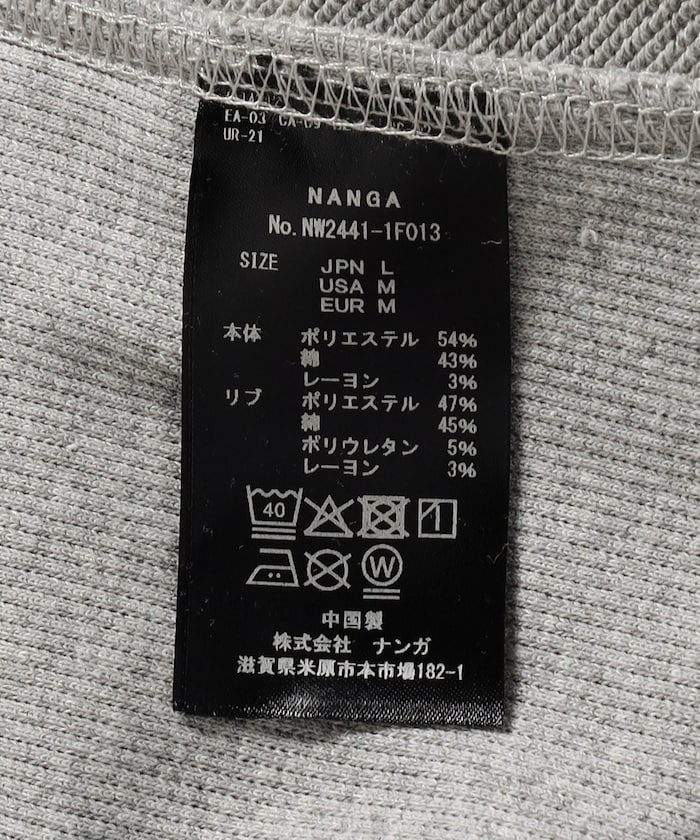 EA-03
UR-21
NANGA
No.NW2441-1F013
SIZE JPN L
USA M
EUR M
本体 ポリエステル 54%
綿 43%
レーヨン 3%
リブ ポリエステル 47%
綿 45%
ポリウレタン 5%
レーヨン 3%
40
W
中国製
株式会社 ナンガ
滋賀県米原市本市場182-1